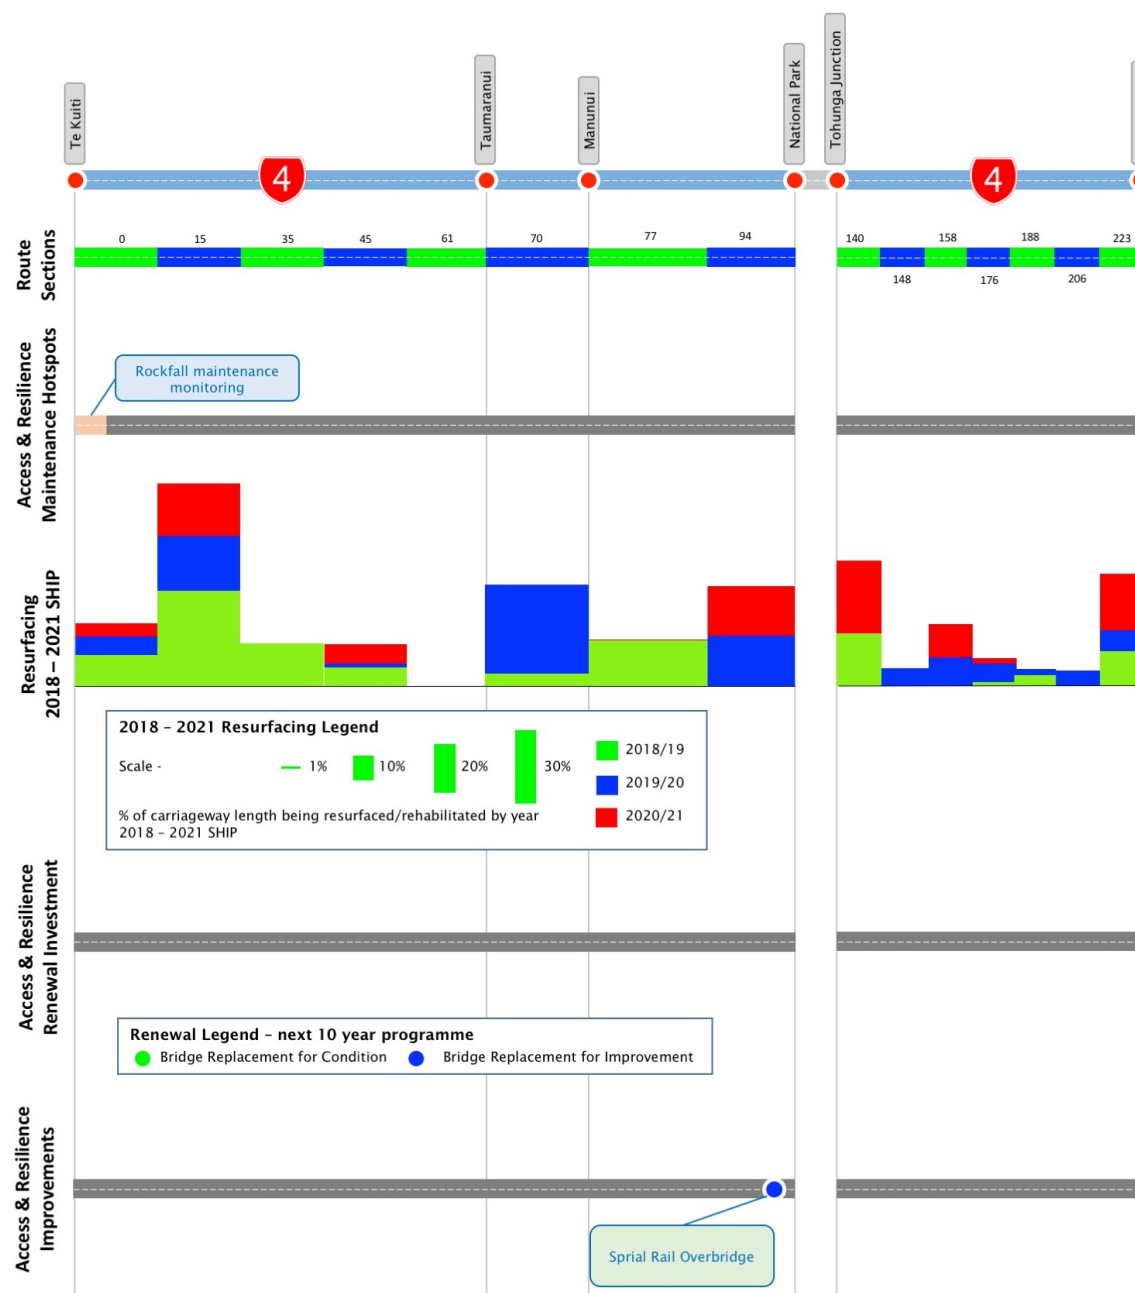 Te Kuiti
Taumaranui
Manunui
National Park
Tohunga Junction
4
4
Route
Sections
0
15
35
45
61
70
77
94
140
158
188
223
148
176
206
Access & Resilience
Maintenance Hotspots
Rockfall maintenance
monitoring
Resurfacing
2018 – 2021 SHIP
2018 – 2021 Resurfacing Legend
Scale -
1%
10%
20%
30%
2018/19
2019/20
2020/21
% of carriageway length being resurfaced/rehabilitated by year
2018 – 2021 SHIP
Access & Resilience
Renewal Investment
Renewal Legend – next 10 year programme
Bridge Replacement for Condition
Bridge Replacement for Improvement
Access & Resilience
Improvements
Sprial Rail Overbridge